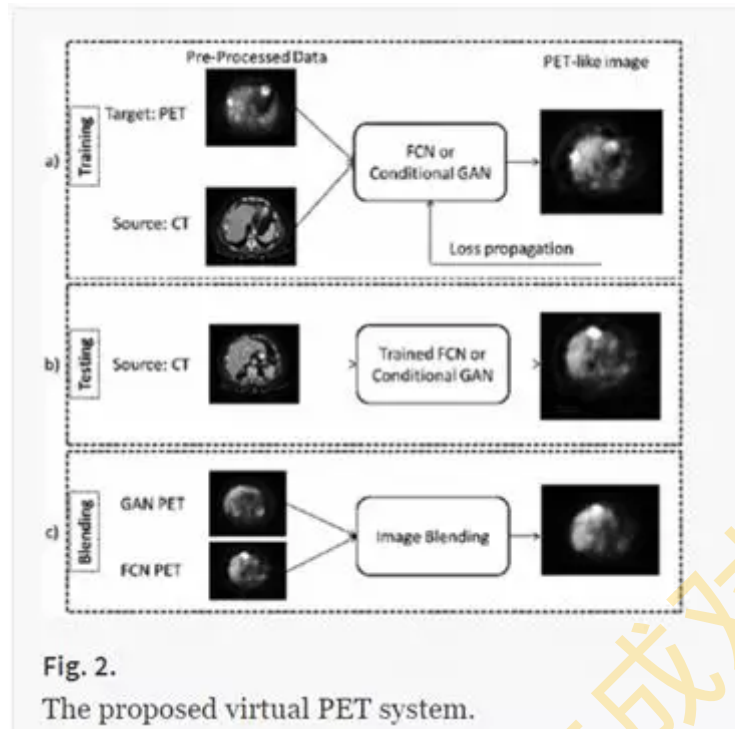 Pre-Processed Data
PET-like image
a)
Training
Target: PET
Source: CT
FCN or
Conditional GAN
Loss propagation
b)
Testing
Source: CT
Trained FCN or
Conditional GAN
c)
Blending
GAN PET
FCN PET
Image Blending
Fig. 2.
The proposed virtual PET system.
成对